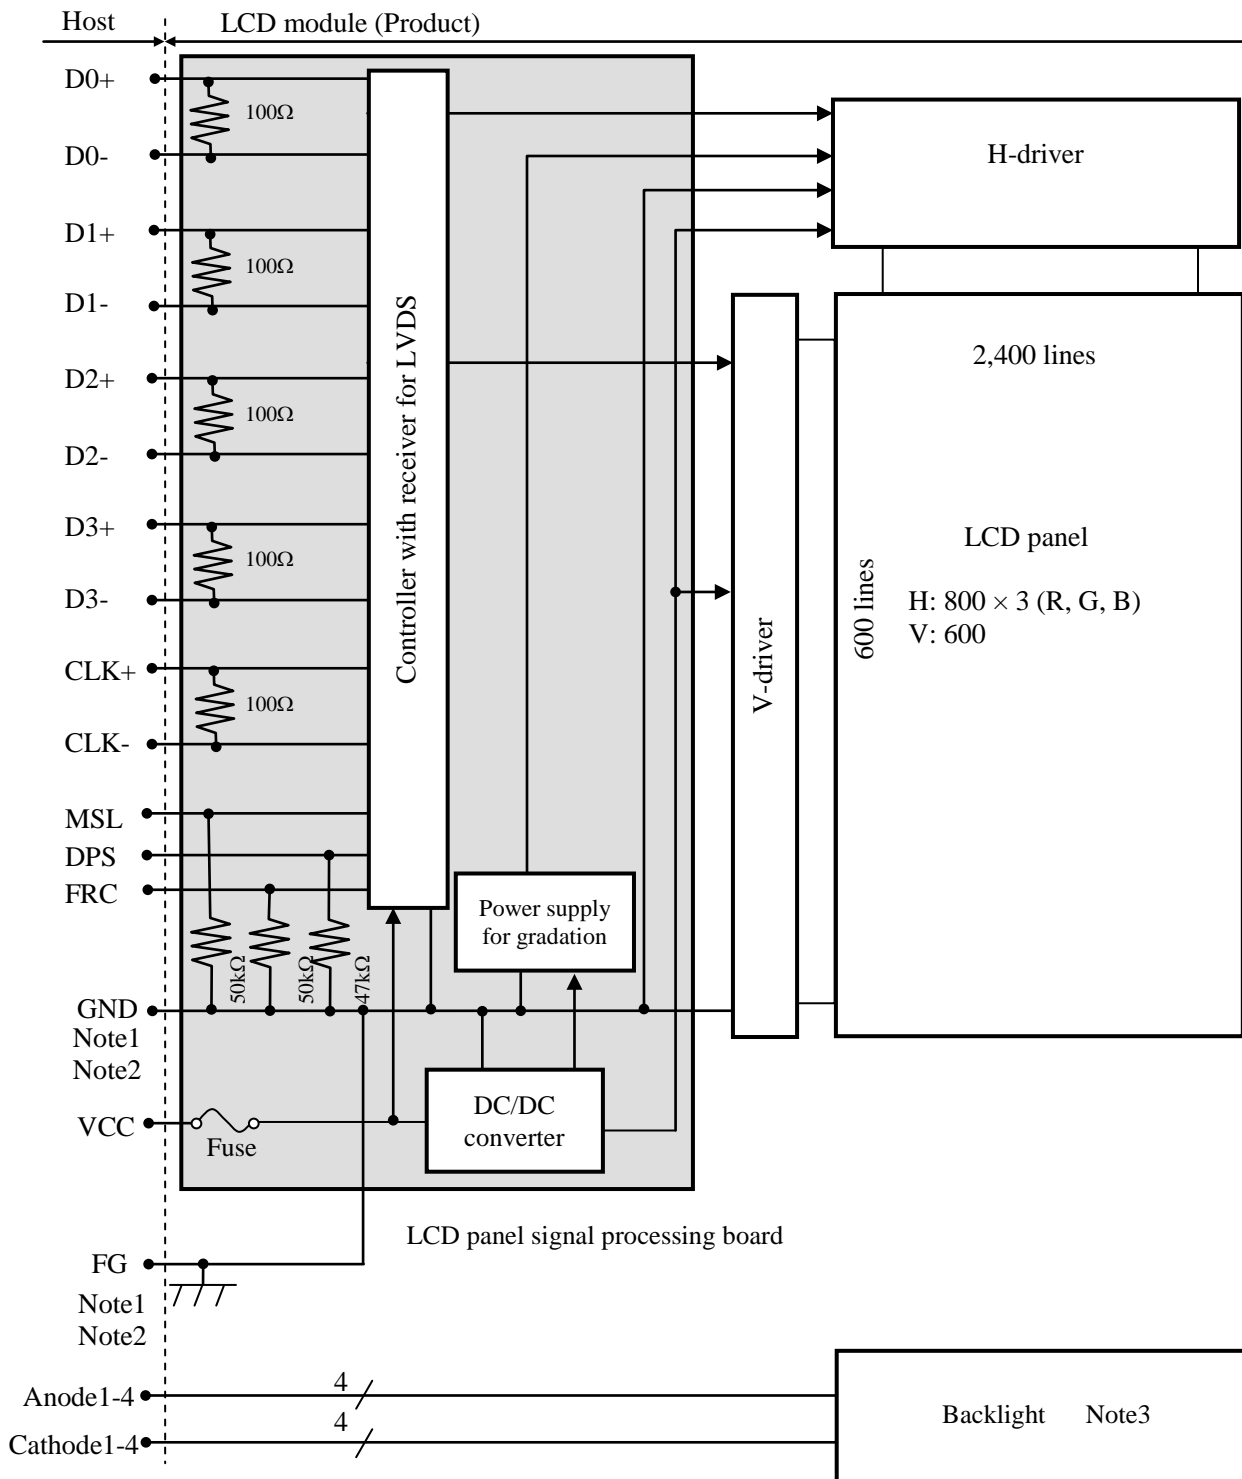 Host
LCD module (Product)
D0+
100Ω
D0-
H-driver
D1+
100Ω
D1-
D2+
100Ω
D2-
D3+
100Ω
D3-
CLK+
100Ω
CLK-
MSL
DPS
FRC
50kΩ
50kΩ
47kΩ
GND
Note1
Note2
VCC
Fuse
Controller with receiver for LVDS
Power supply
for gradation
DC/DC
converter
V-driver
2,400 lines
600 lines
LCD panel
H: 800 × 3 (R, G, B)
V: 600
LCD panel signal processing board
FG
Note1
Note2
Anode1-4
4
Cathode1-4
4
Backlight Note3